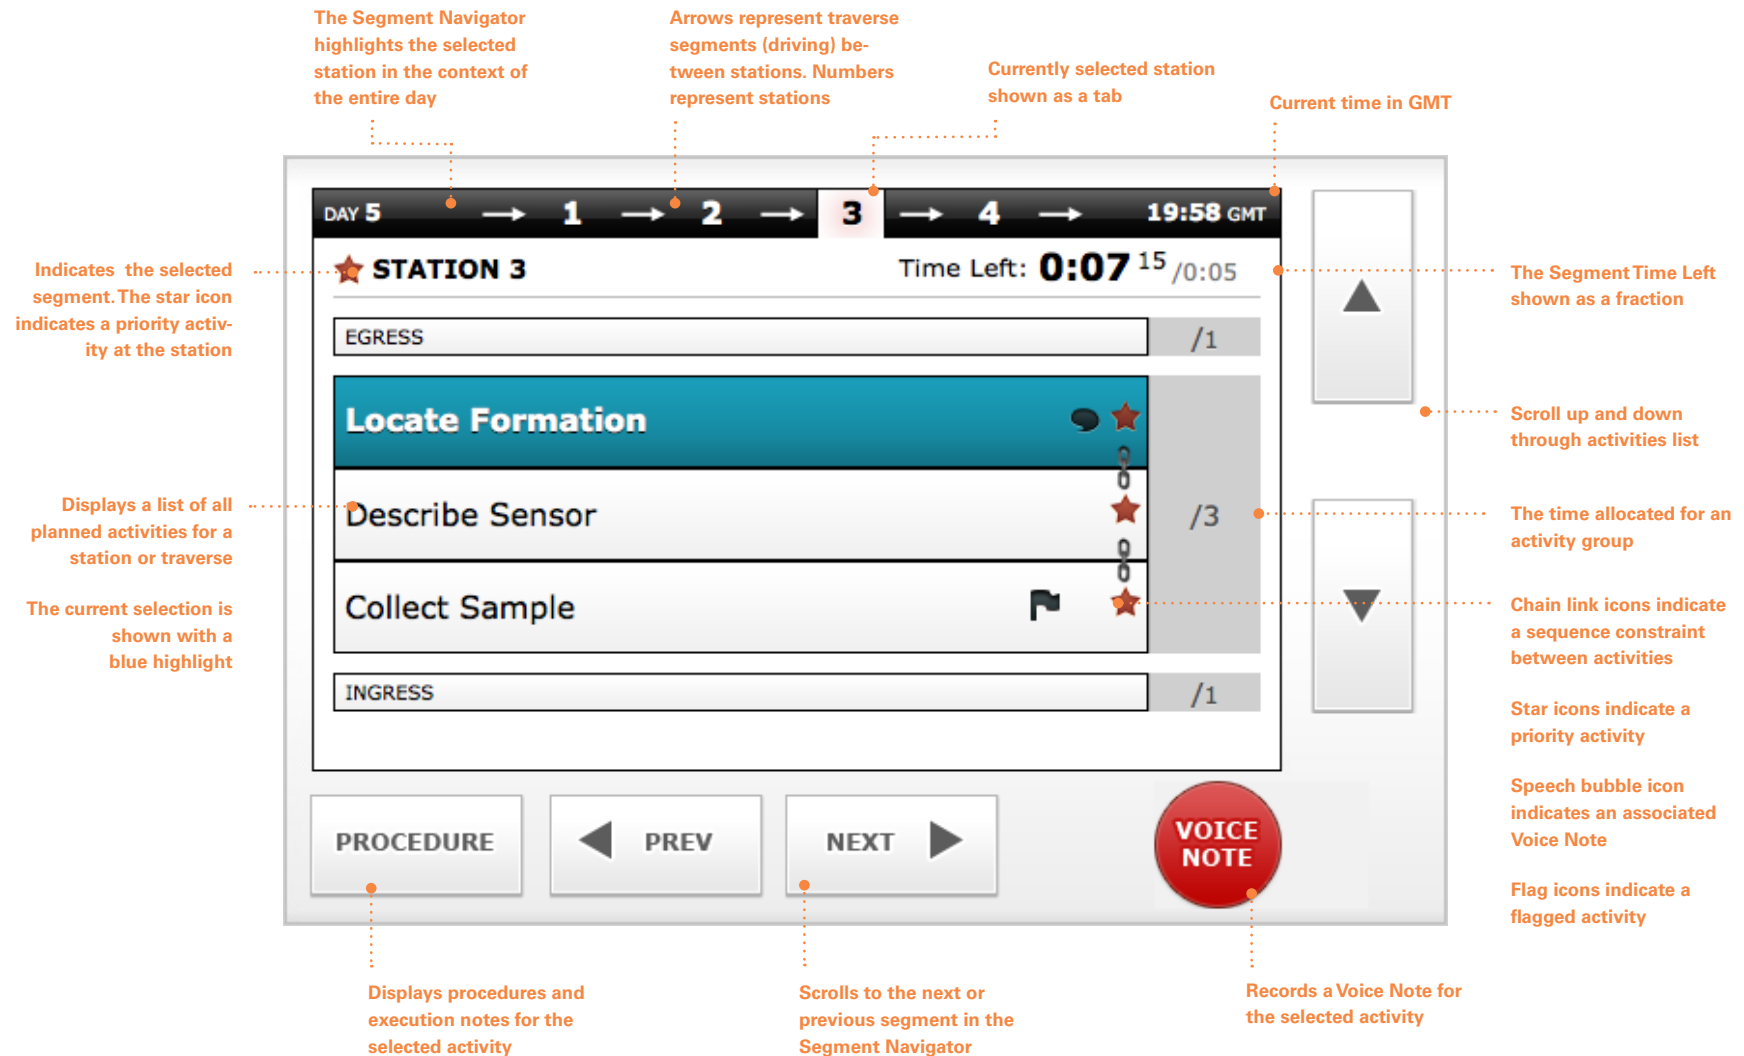 The Segment Navigator
highlights the selected
station in the context of
the entire day
Arrows represent traverse
segments (driving) be-
tween stations. Numbers
represent stations
Currently selected station
shown as a tab
Current time in GMT
DAY 5 → 1 → 2 → 3 → 4 → 19:58 GMT
STATION 3
Time Left: 0:07 15 /0:05
EGRESS /1
Locate Formation
Describe Sensor /3
Collect Sample
INGRESS /1
PROCEDURE
PREV
NEXT
VOICE
NOTE
Indicates the selected
segment. The star icon
indicates a priority activ-
ity at the station
Displays a list of all
planned activities for a
station or traverse
The current selection is
shown with a
blue highlight
The Segment Time Left
shown as a fraction
Scroll up and down
through activities list
The time allocated for an
activity group
Chain link icons indicate
a sequence constraint
between activities
Star icons indicate a
priority activity
Speech bubble icon
indicates an associated
Voice Note
Flag icons indicate a
flagged activity
Displays procedures and
execution notes for the
selected activity
Scrolls to the next or
previous segment in the
Segment Navigator
Records a Voice Note for
the selected activity